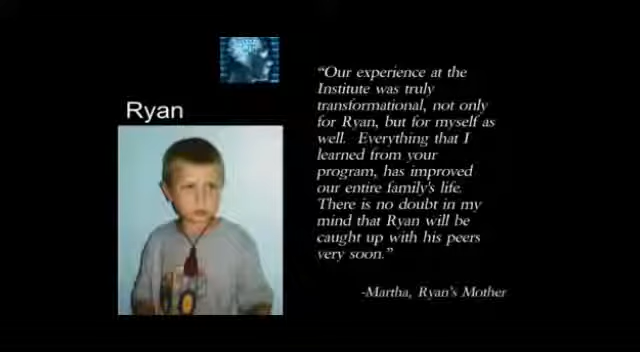 Ryan
“Our experience at the
Institute was truly
transformational, not only
for Ryan, but for myself as
well.  Everything that I
learned from your
program, has improved
our entire family's life.
There is no doubt in my
mind that Ryan will be
caught up with his peers
very soon.”
-Martha, Ryan's Mother